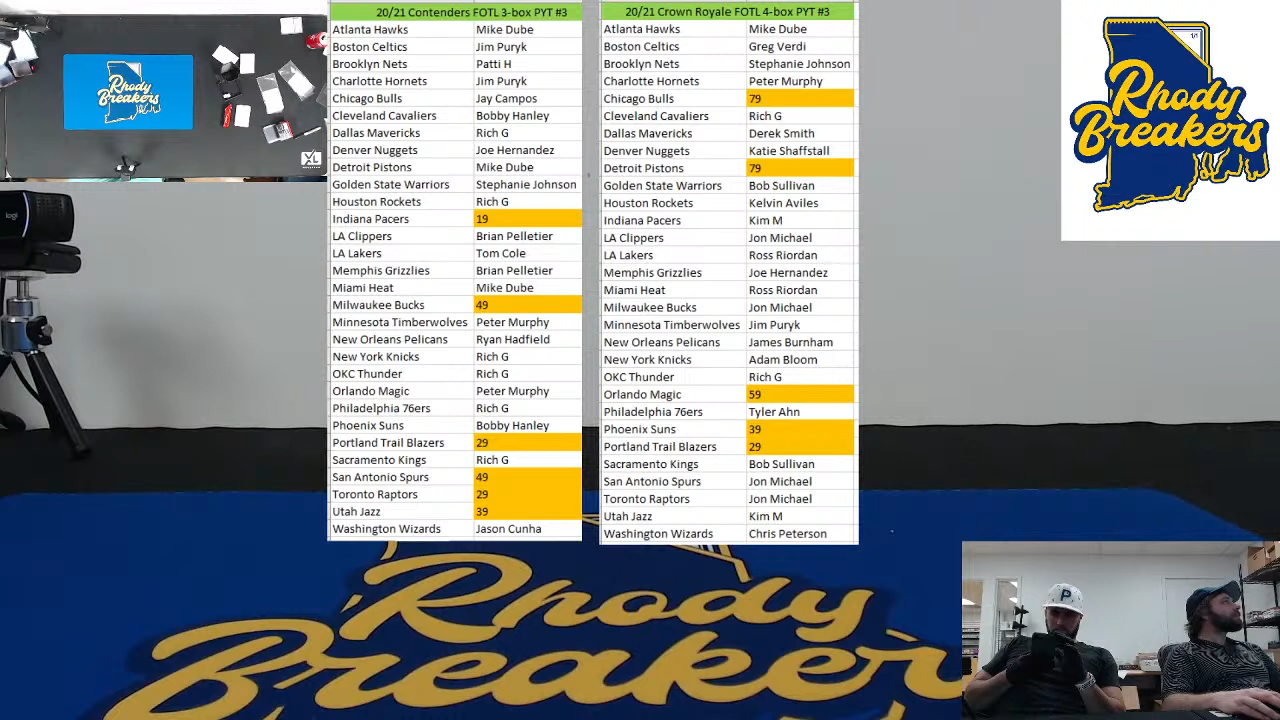 20/21 Contenders FOTL 3-box PYT #3
Atlanta Hawks Mike Dube
Boston Celtics Jim Puryk
Brooklyn Nets Patti H
Charlotte Hornets Jim Puryk
Chicago Bulls Jay Campos
Cleveland Cavaliers Bobby Hanley
Dallas Mavericks Rich G
Denver Nuggets Joe Hernandez
Detroit Pistons Mike Dube
Golden State Warriors Stephanie Johnson
Houston Rockets Rich G
Indiana Pacers 19
LA Clippers Brian Pelletier
LA Lakers Tom Cole
Memphis Grizzlies Brian Pelletier
Miami Heat Mike Dube
Milwaukee Bucks 49
Minnesota Timberwolves Peter Murphy
New Orleans Pelicans Ryan Hadfield
New York Knicks Rich G
OKC Thunder Rich G
Orlando Magic Peter Murphy
Philadelphia 76ers Rich G
Phoenix Suns Bobby Hanley
Portland Trail Blazers 29
Sacramento Kings Rich G
San Antonio Spurs 49
Toronto Raptors 29
Utah Jazz 39
Washington Wizards Jason Cunha
20/21 Crown Royale FOTL 4-box PYT #3
Atlanta Hawks Mike Dube
Boston Celtics Greg Verdi
Brooklyn Nets Stephanie Johnson
Charlotte Hornets Peter Murphy
Chicago Bulls 79
Cleveland Cavaliers Rich G
Dallas Mavericks Derek Smith
Denver Nuggets Katie Shaffstall
Detroit Pistons 79
Golden State Warriors Bob Sullivan
Houston Rockets Kelvin Aviles
Indiana Pacers Kim M
LA Clippers Jon Michael
LA Lakers Ross Riordan
Memphis Grizzlies Joe Hernandez
Miami Heat Ross Riordan
Milwaukee Bucks Jon Michael
Minnesota Timberwolves Jim Puryk
New Orleans Pelicans James Burnham
New York Knicks Adam Bloom
OKC Thunder Rich G
Orlando Magic 59
Philadelphia 76ers Tyler Ahn
Phoenix Suns 39
Portland Trail Blazers 29
Sacramento Kings Bob Sullivan
San Antonio Spurs Jon Michael
Toronto Raptors Jon Michael
Utah Jazz Kim M
Washington Wizards Chris Peterson
Rhody
Breakers
1/1
Rhody
Breakers
XL
logi
P
Rhody
Breaker